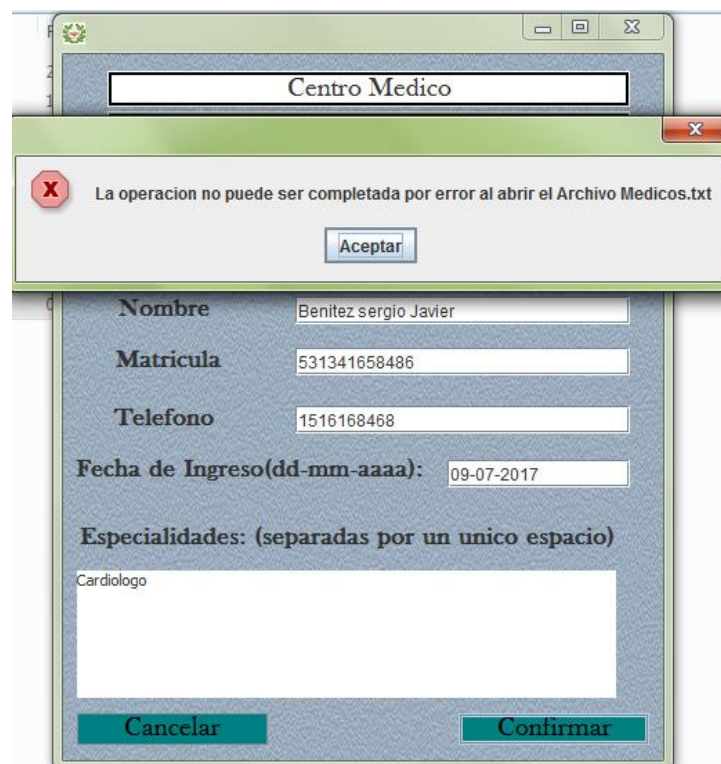 Centro Medico
La operacion no puede ser completada por error al abrir el Archivo Medicos.txt
Aceptar
Nombre Benitez sergio Javier
Matricula 531341658486
Telefono 1516168468
Fecha de Ingreso(dd-mm-aaaa): 09-07-2017
Especialidades: (separadas por un unico espacio)
Cardiologo
Cancelar Confirmar